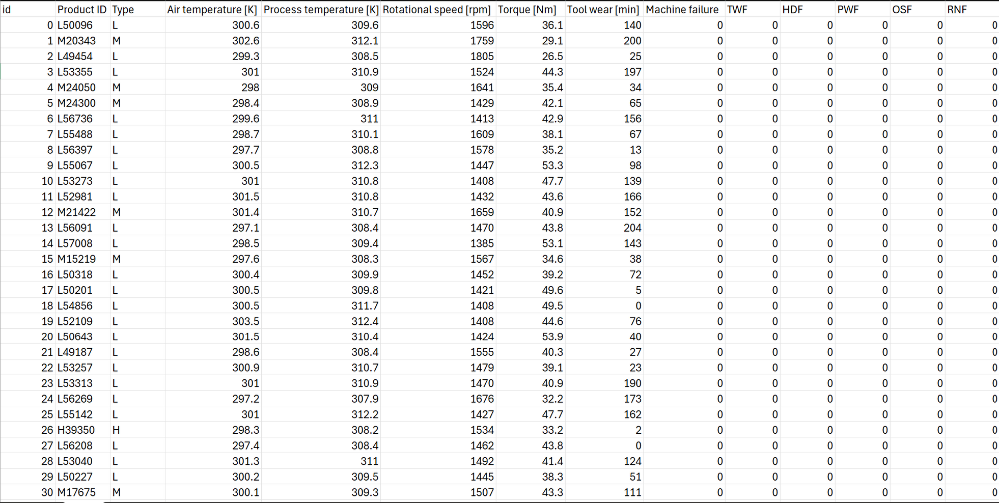 id Product ID Type Air temperature [K] Process temperature [K] Rotational speed [rpm] Torque [Nm] Tool wear [min] Machine failure TWF HDF PWF OSF RNF
0 L50096 L 300.6 309.6 1596 36.1 140 0 0 0 0 0 0
1 M20343 M 302.6 312.1 1759 29.1 200 0 0 0 0 0 0
2 L49454 L 299.3 308.5 1805 26.5 25 0 0 0 0 0 0
3 L53355 L 301 310.9 1524 44.3 197 0 0 0 0 0 0
4 M24050 M 298 309 1641 35.4 34 0 0 0 0 0 0
5 M24300 M 298.4 308.9 1429 42.1 65 0 0 0 0 0 0
6 L56736 L 299.6 311 1413 42.9 156 0 0 0 0 0 0
7 L55488 L 298.7 310.1 1609 38.1 67 0 0 0 0 0 0
8 L56397 L 297.7 308.8 1578 35.2 13 0 0 0 0 0 0
9 L55067 L 300.5 312.3 1447 53.3 98 0 0 0 0 0 0
10 L53273 L 301 310.8 1408 47.7 139 0 0 0 0 0 0
11 L52981 L 301.5 310.8 1432 43.6 166 0 0 0 0 0 0
12 M21422 M 301.4 310.7 1659 40.9 152 0 0 0 0 0 0
13 L56091 L 297.1 308.4 1470 43.8 204 0 0 0 0 0 0
14 L57008 L 298.5 309.4 1385 53.1 143 0 0 0 0 0 0
15 M15219 M 297.6 308.3 1567 34.6 38 0 0 0 0 0 0
16 L50318 L 300.4 309.9 1452 39.2 72 0 0 0 0 0 0
17 L50201 L 300.5 309.8 1421 49.6 5 0 0 0 0 0 0
18 L54856 L 300.5 311.7 1408 49.5 0 0 0 0 0 0 0
19 L52109 L 303.5 312.4 1408 44.6 76 0 0 0 0 0 0
20 L50643 L 301.5 310.4 1424 53.9 40 0 0 0 0 0 0
21 L49187 L 298.6 308.4 1555 40.3 27 0 0 0 0 0 0
22 L53257 L 300.9 310.7 1479 39.1 23 0 0 0 0 0 0
23 L53313 L 301 310.9 1470 40.9 190 0 0 0 0 0 0
24 L56269 L 297.2 307.9 1676 32.2 173 0 0 0 0 0 0
25 L55142 L 301 312.2 1427 47.7 162 0 0 0 0 0 0
26 H39350 H 298.3 308.2 1534 33.2 2 0 0 0 0 0 0
27 L56208 L 297.4 308.4 1462 43.8 0 0 0 0 0 0 0
28 L53040 L 301.3 311 1492 41.4 124 0 0 0 0 0 0
29 L50227 L 300.2 309.5 1445 38.3 51 0 0 0 0 0 0
30 M17675 M 300.1 309.3 1507 43.3 111 0 0 0 0 0 0